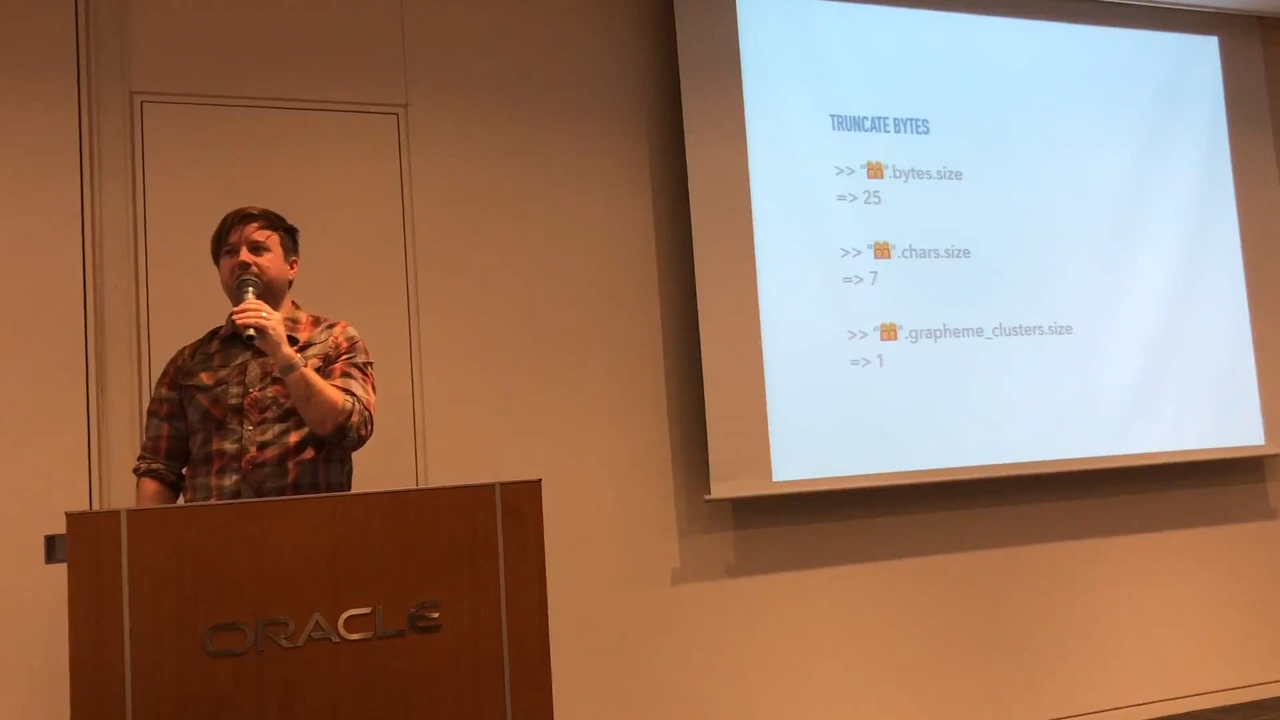 TRUNCATE BYTES
>> "👨‍👩‍👧‍👦".bytes.size
=> 25
>> "👨‍👩‍👧‍👦".chars.size
=> 7
>> "👨‍👩‍👧‍👦".grapheme_clusters.size
=> 1
ORACLE